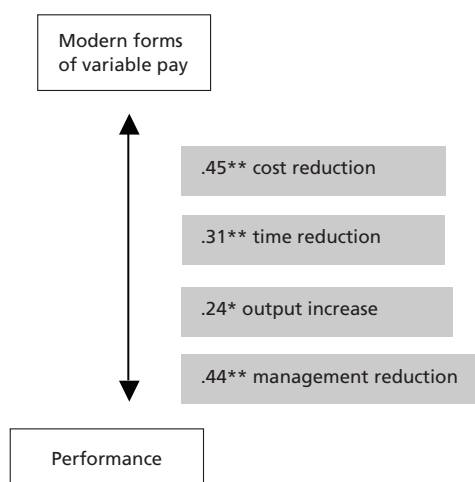 Modern forms
of variable pay
.45** cost reduction
.31** time reduction
.24* output increase
.44** management reduction
Performance